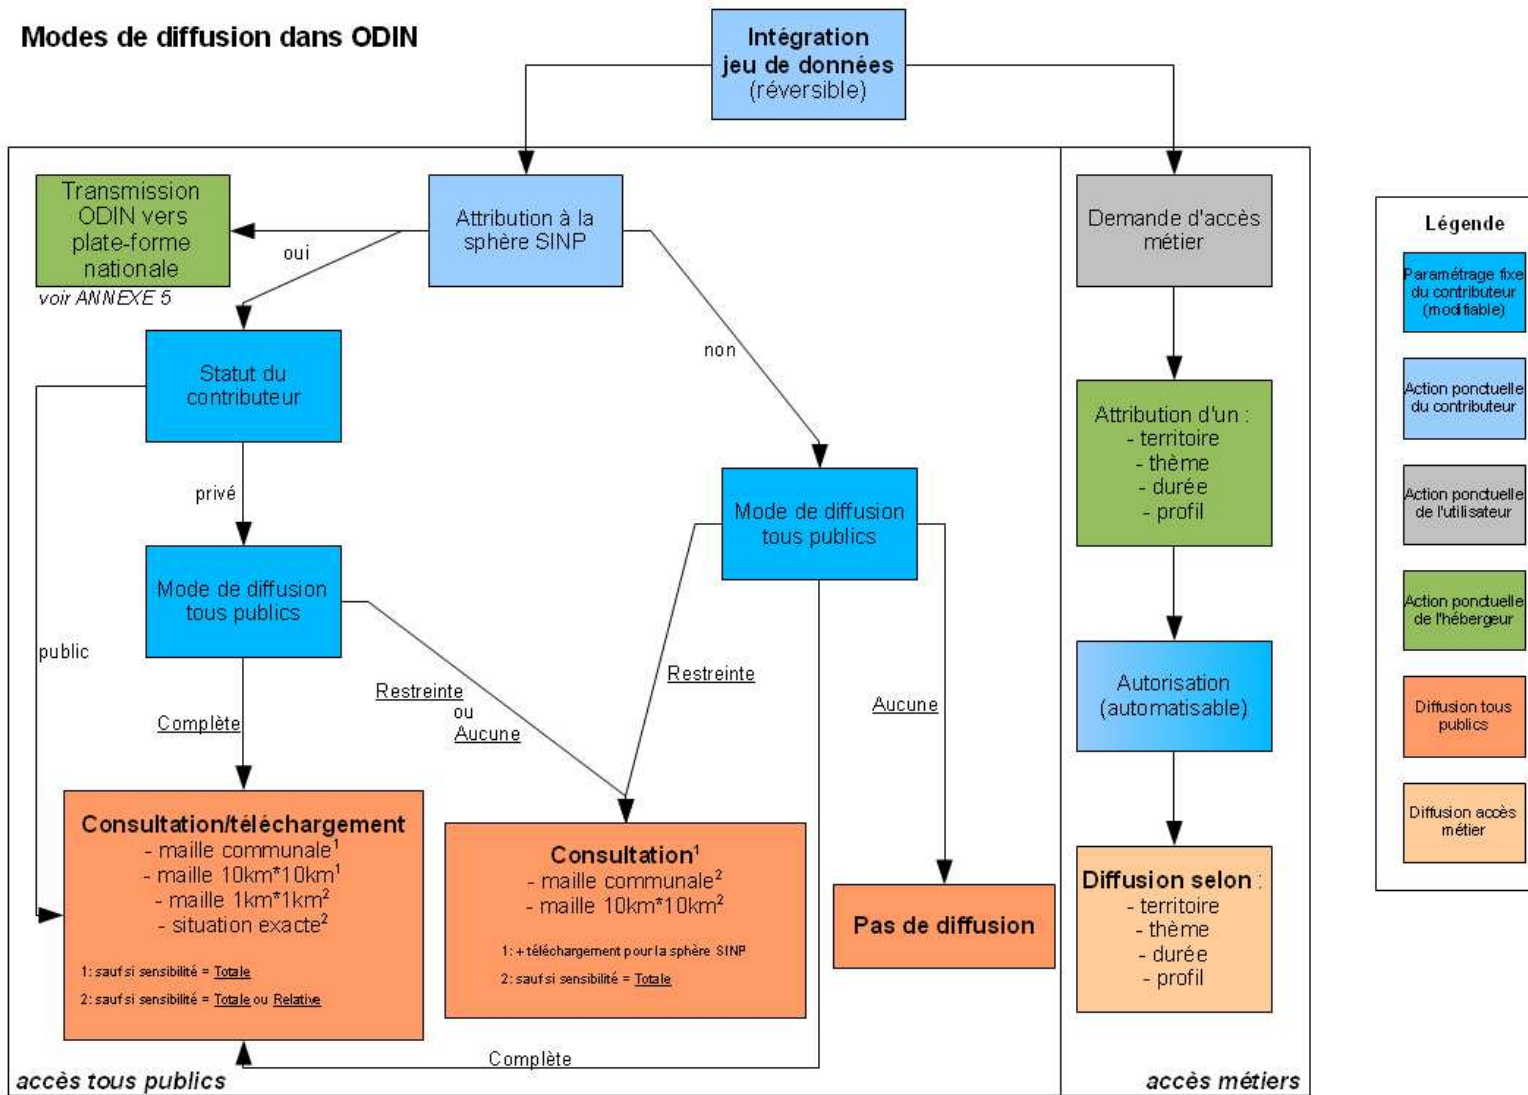 Modes de diffusion dans ODIN
Intégration
jeu de données
(réversible)
Transmission
ODIN vers
plate-forme
nationale
voir ANNEXE 5
oui
Attribution à la
sphère SINP
non
Statut du
contributeur
privé
public
Mode de diffusion
tous publics
Complète
Restreinte
ou
Aucune
Mode de diffusion
tous publics
Restreinte
Aucune
Complète
Consultation/téléchargement
- maille communale¹
- maille 10km*10km¹
- maille 1km*1km²
- situation exacte²
1: sauf si sensibilité = Totale
2: sauf si sensibilité = Totale ou Relative
Consultation¹
- maille communale²
- maille 10km*10km²
1: + téléchargement pour la sphère SINP
2: sauf si sensibilité = Totale
Pas de diffusion
accès tous publics
Demande d'accès
métier
Attribution d'un :
- territoire
- thème
- durée
- profil
Autorisation
(automatisable)
Diffusion selon :
- territoire
- thème
- durée
- profil
accès métiers
Légende
Paramétrage fixe
du contributeur
(modifiable)
Action ponctuelle
du contributeur
Action ponctuelle
de l'utilisateur
Action ponctuelle
de l'hébergeur
Diffusion tous
publics
Diffusion accès
métier